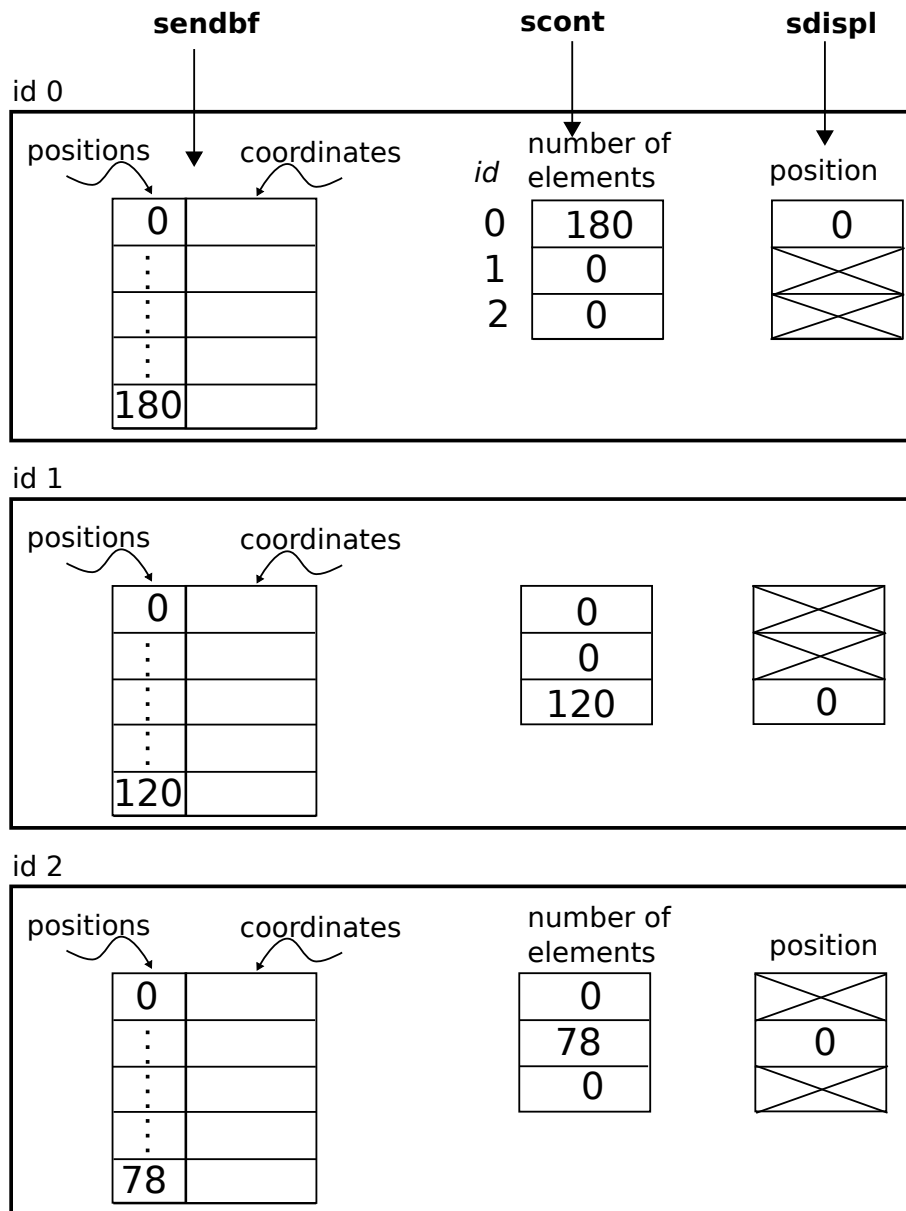 sendbf scont sdispl
id 0
positions coordinates
id number of elements
position
0
180
0 180 0
1 0
2 0
id 1
positions coordinates
0
120
0
0
120 0
id 2
positions coordinates
number of
elements position
0
78
0
78 0
0